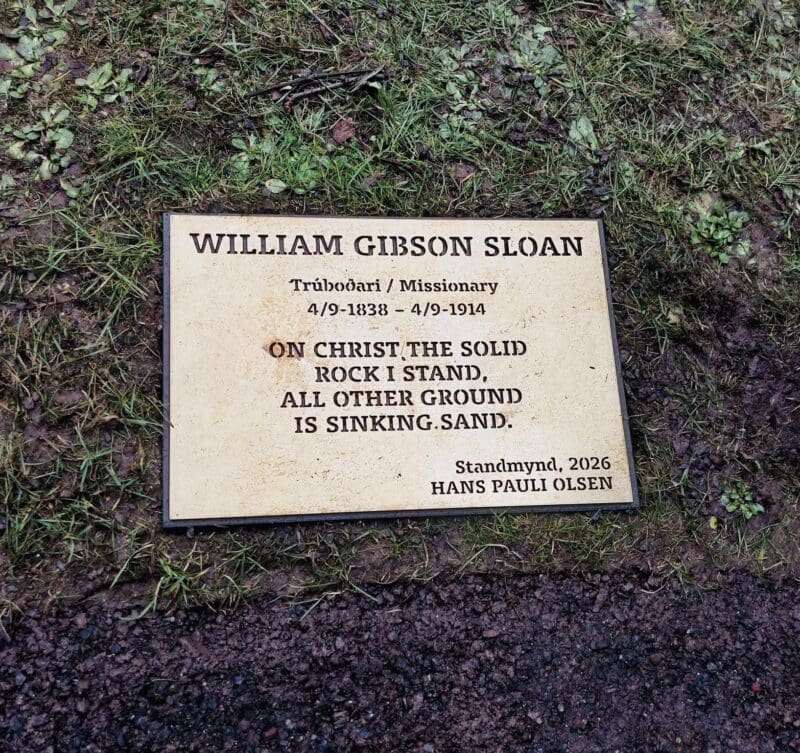 WILLIAM GIBSON SLOAN
Trúboðari / Missionary
4/9-1838 – 4/9-1914
ON CHRIST THE SOLID
ROCK I STAND,
ALL OTHER GROUND
IS SINKING SAND.
Standmynd, 2026
HANS PAULI OLSEN